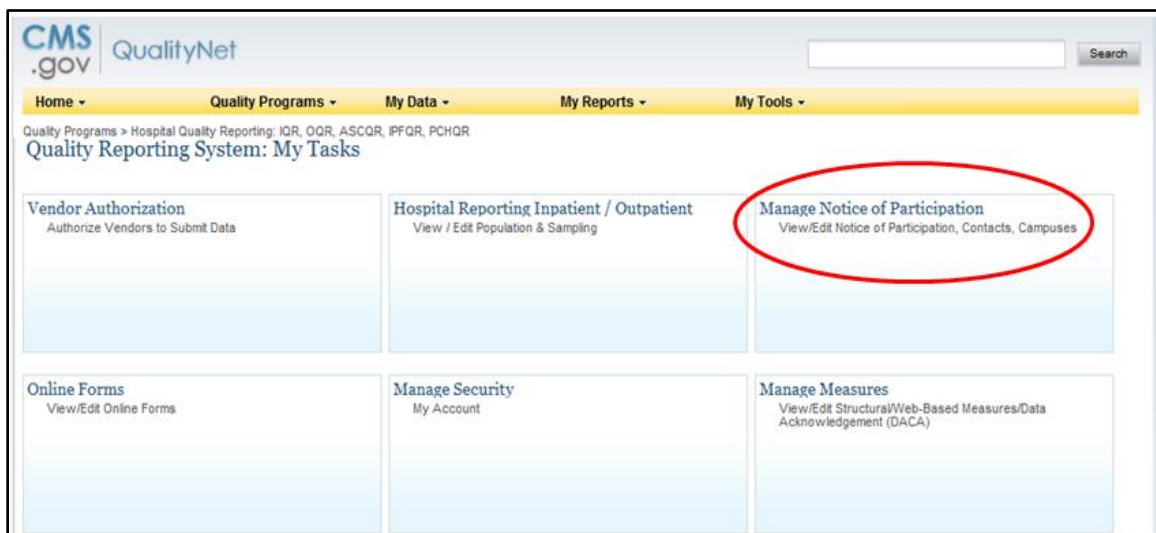 CMS
.gov
QualityNet
Search
Home Quality Programs My Data My Reports My Tools
Quality Programs > Hospital Quality Reporting: IQR, OQR, ASCQR, IPFQR, PCHQR
Quality Reporting System: My Tasks
Vendor Authorization
Authorize Vendors to Submit Data
Hospital Reporting Inpatient / Outpatient
View / Edit Population & Sampling
Manage Notice of Participation
View/Edit Notice of Participation, Contacts, Campuses
Online Forms
View/Edit Online Forms
Manage Security
My Account
Manage Measures
View/Edit Structural/Web-Based Measures/Data
Acknowledgement (DACA)